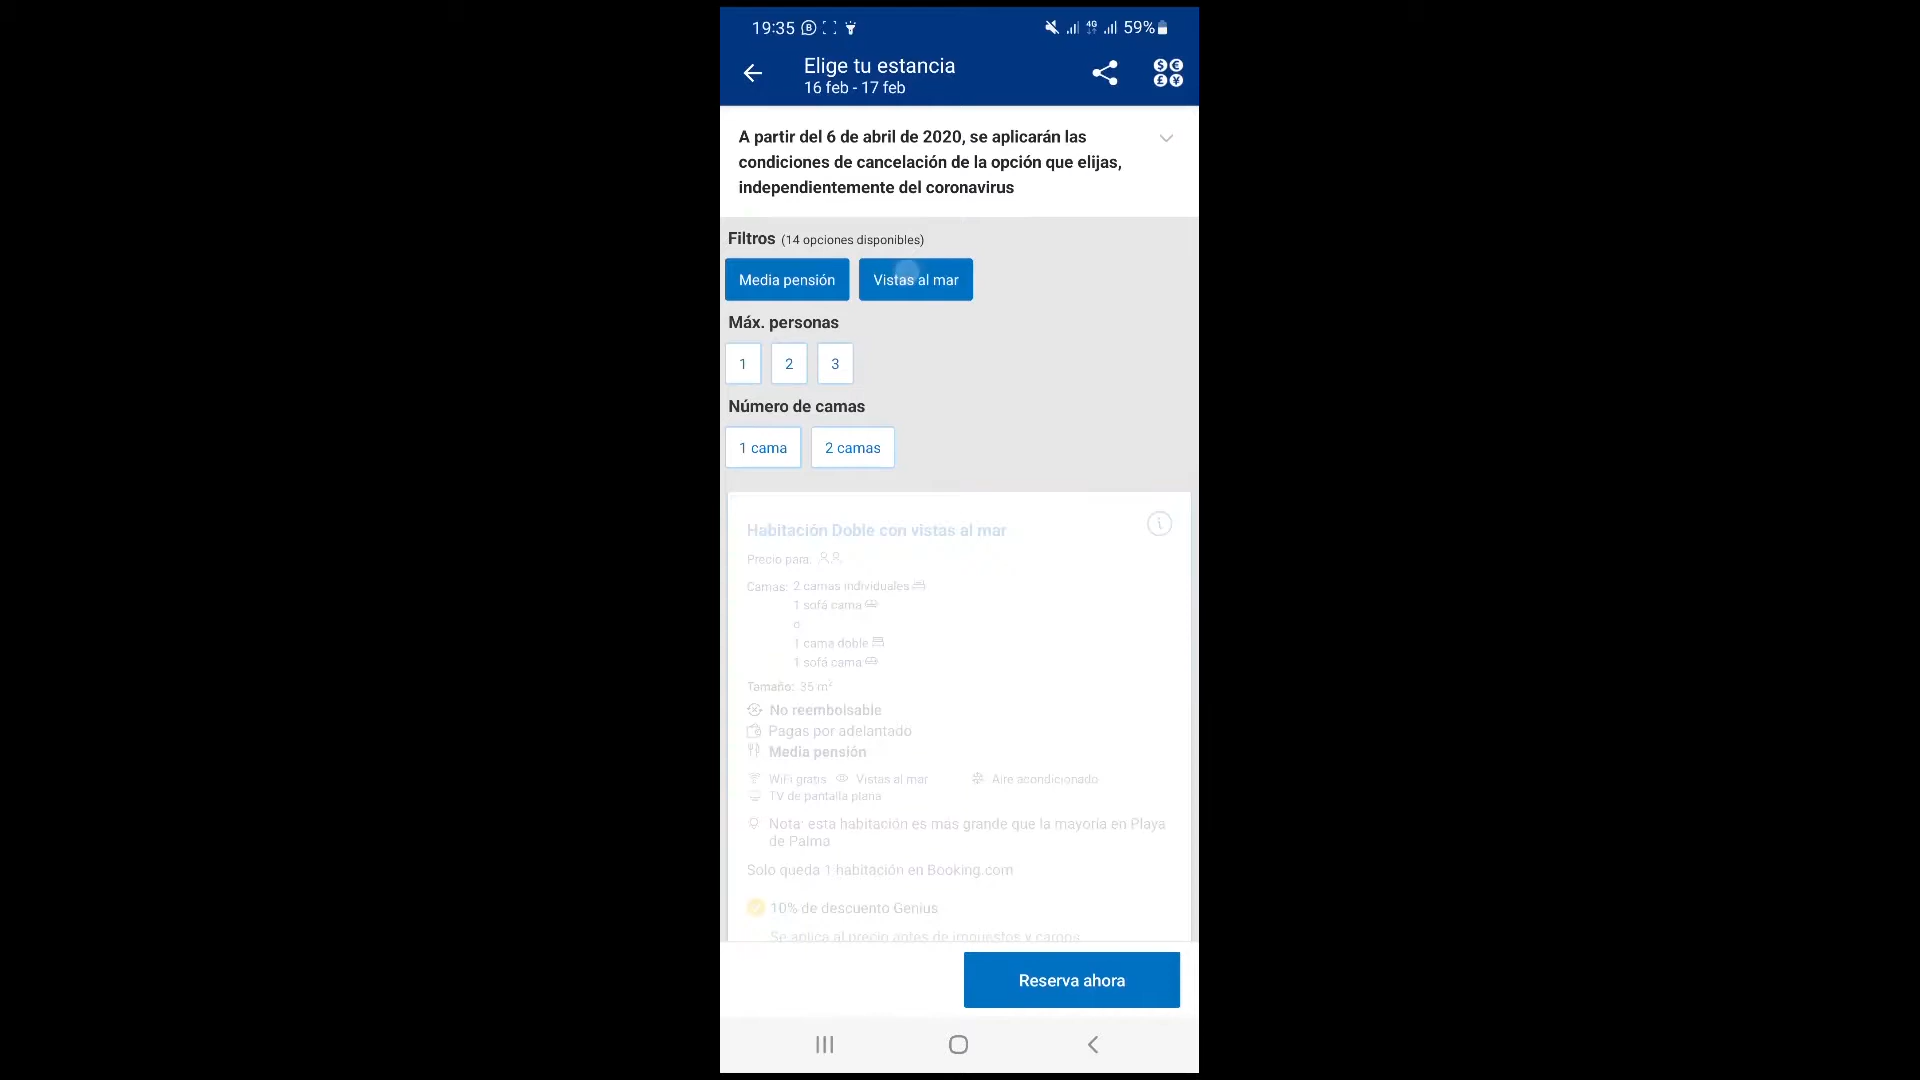 19:35
4G
59%
Elige tu estancia
16 feb - 17 feb
A partir del 6 de abril de 2020, se aplicarán las
condiciones de cancelación de la opción que elijas,
independientemente del coronavirus
Filtros (14 opciones disponibles)
Media pensión Vistas al mar
Máx. personas
1 2 3
Número de camas
1 cama 2 camas
Habitación Doble con vistas al mar
Precio para:
Camas: 2 camas individuales
1 sofá cama
o
1 cama doble
1 sofá cama
Tamaño: 35 m²
No reembolsable
Pagas por adelantado
Media pensión
WiFi gratis Vistas al mar Aire acondicionado
TV de pantalla plana
Nota: esta habitación es más grande que la mayoría en Playa
de Palma
Solo queda 1 habitación en Booking.com
10% de descuento Genius
Se aplica al precio antes de impuestos y cargos
Reserva ahora